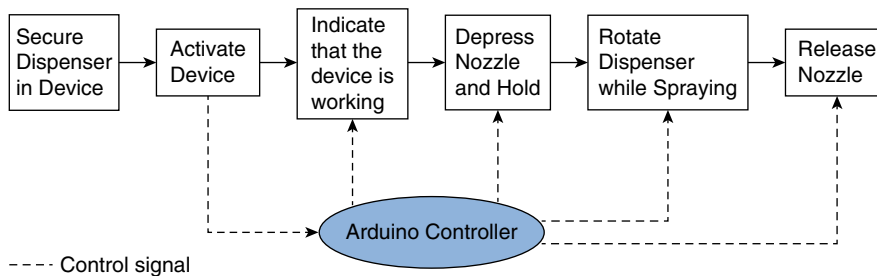 Secure
Dispenser
in Device
Activate
Device
Indicate
that the
device is
working
Depress
Nozzle
and Hold
Rotate
Dispenser
while Spraying
Release
Nozzle
Arduino Controller
Control signal